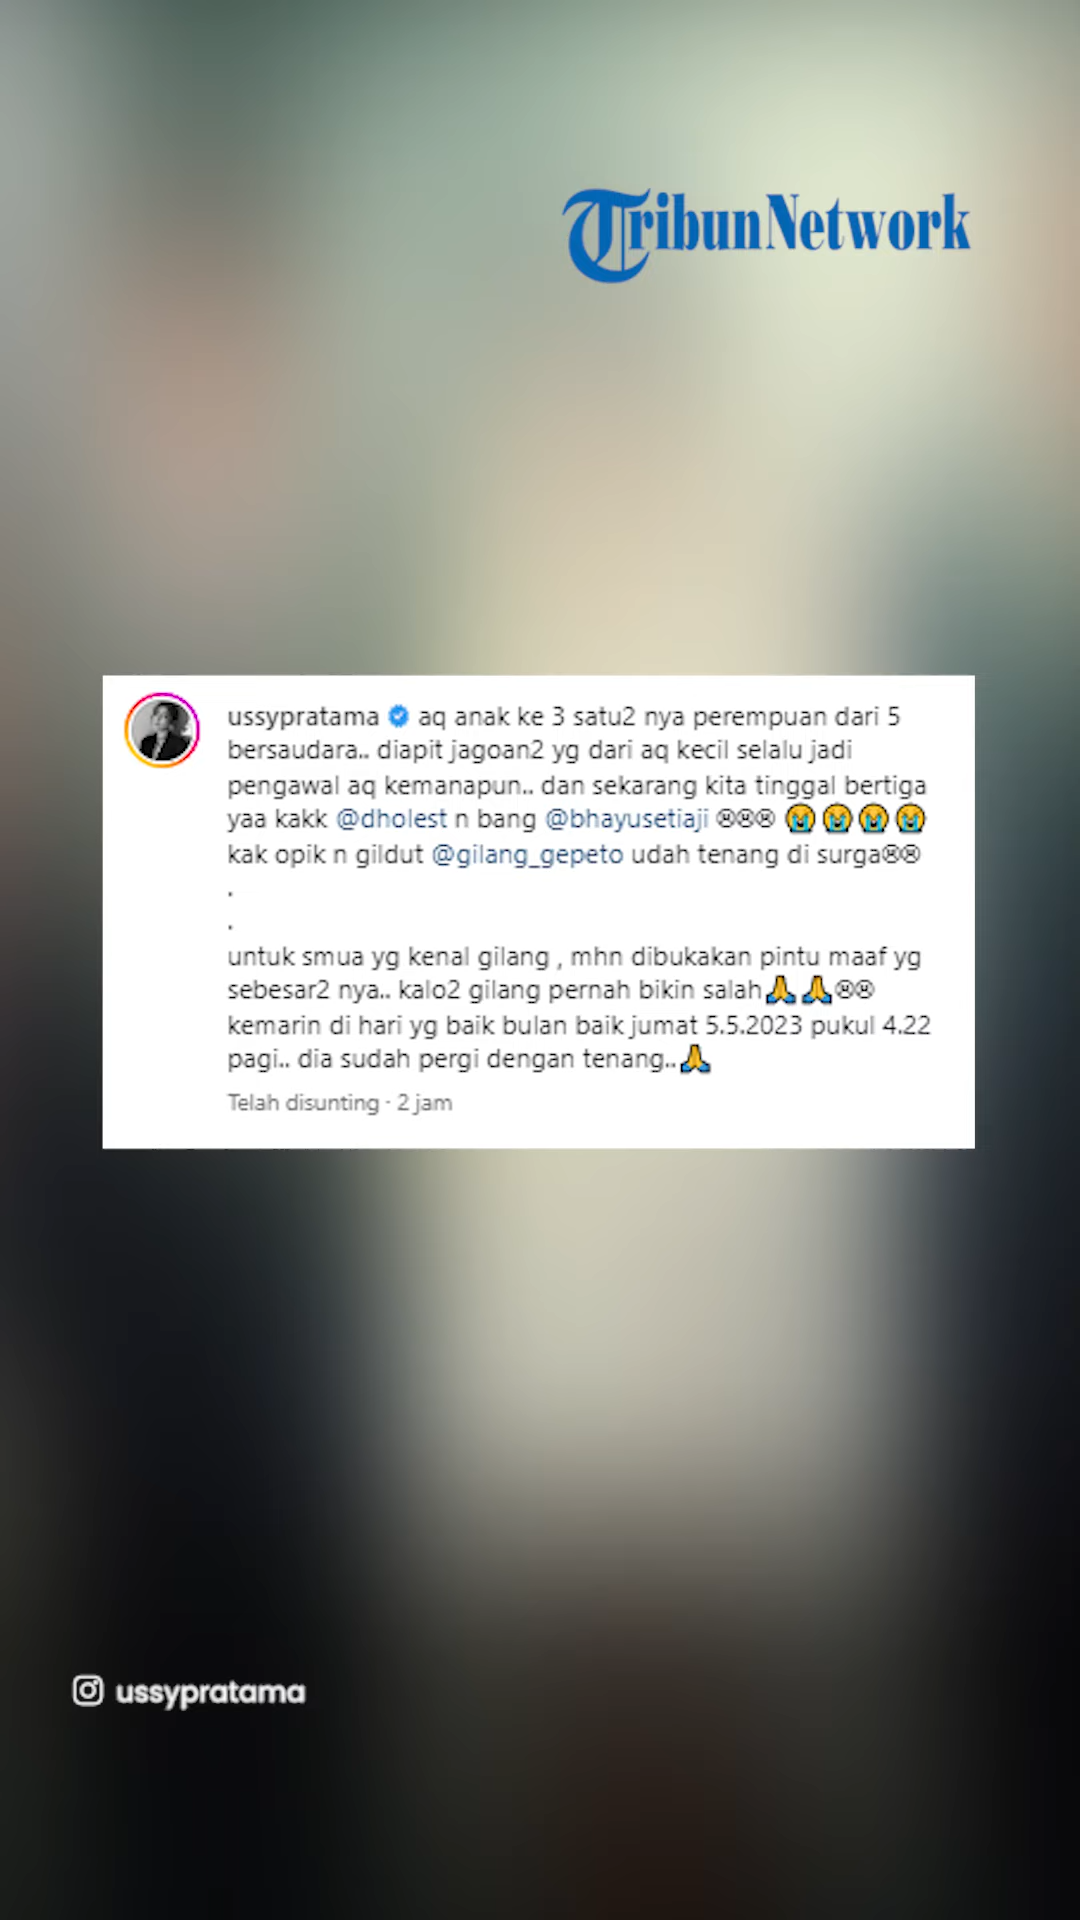 TribunNetwork
ussypratama aq anak ke 3 satu2 nya perempuan dari 5
bersaudara.. diapit jagoan2 yg dari aq kecil selalu jadi
pengawal aq kemanapun.. dan sekarang kita tinggal bertiga
yaa kakk @dholest n bang @bhayusetiaji ☹☹☹ 😭😭😭😭
kak opik n gildut @gilang_gepeto udah tenang di surga☹☹
.
.
untuk smua yg kenal gilang , mhn dibukakan pintu maaf yg
sebesar2 nya.. kalo2 gilang pernah bikin salah🙏🙏☹☹
kemarin di hari yg baik bulan baik jumat 5.5.2023 pukul 4.22
pagi.. dia sudah pergi dengan tenang..🙏
Telah disunting · 2 jam
ussypratama